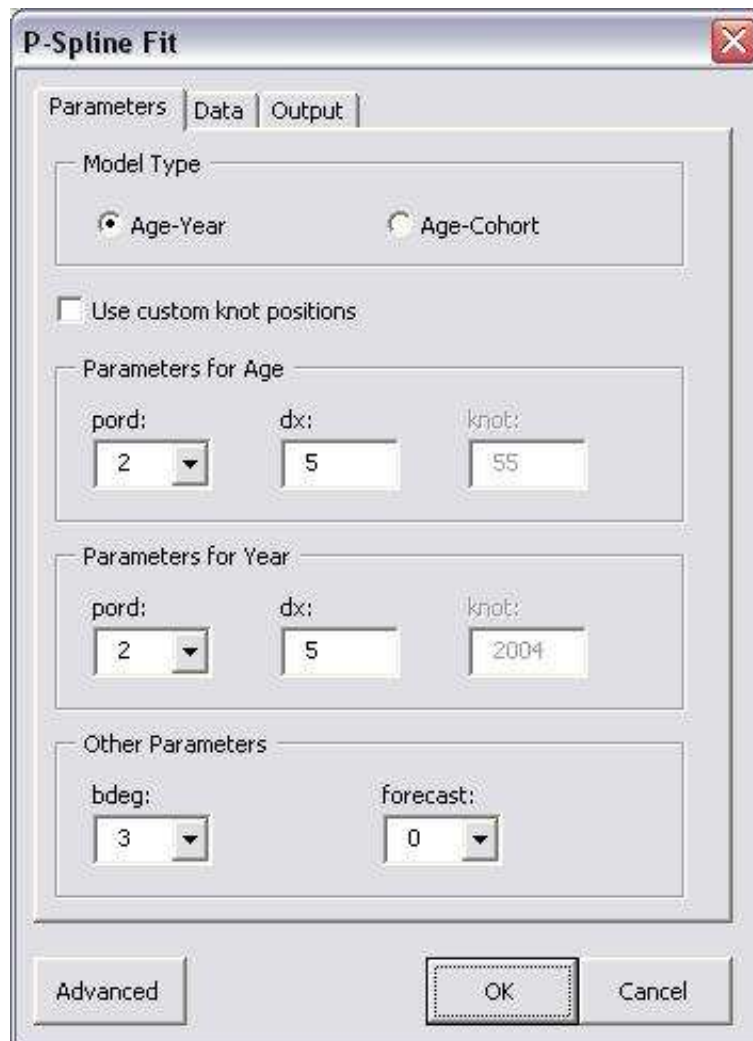 P-Spline Fit
Parameters Data Output
Model Type
Age-Year Age-Cohort
Use custom knot positions
Parameters for Age
pord: dx: knot:
2 5 55
Parameters for Year
pord: dx: knot:
2 5 2004
Other Parameters
bdeg: forecast:
3 0
Advanced OK Cancel